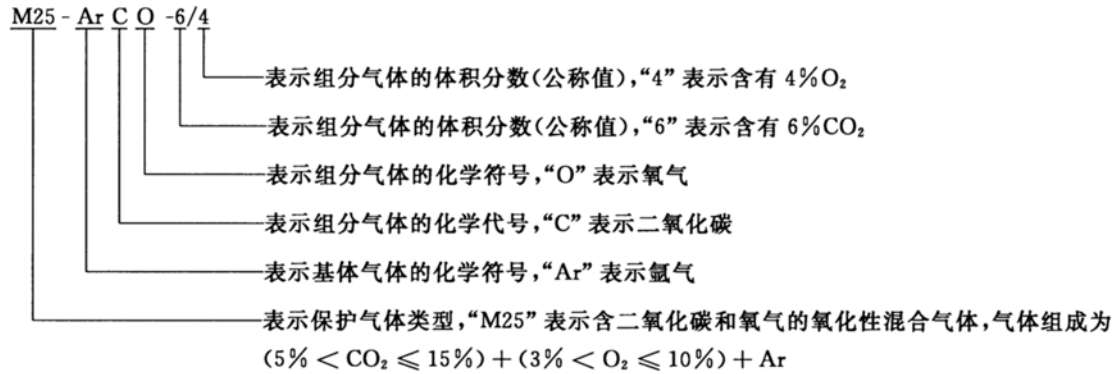 M25-ArCO-6/4
表示组分气体的体积分数(公称值),“4”表示含有 4%O₂
表示组分气体的体积分数(公称值),“6”表示含有 6%CO₂
表示组分气体的化学符号,“O”表示氧气
表示组分气体的化学代号,“C”表示二氧化碳
表示基体气体的化学符号,“Ar”表示氩气
表示保护气体类型,“M25”表示含二氧化碳和氧气的氧化性混合气体,气体组成为
(5%<CO₂⩽15%)+(3%<O₂⩽10%)+Ar